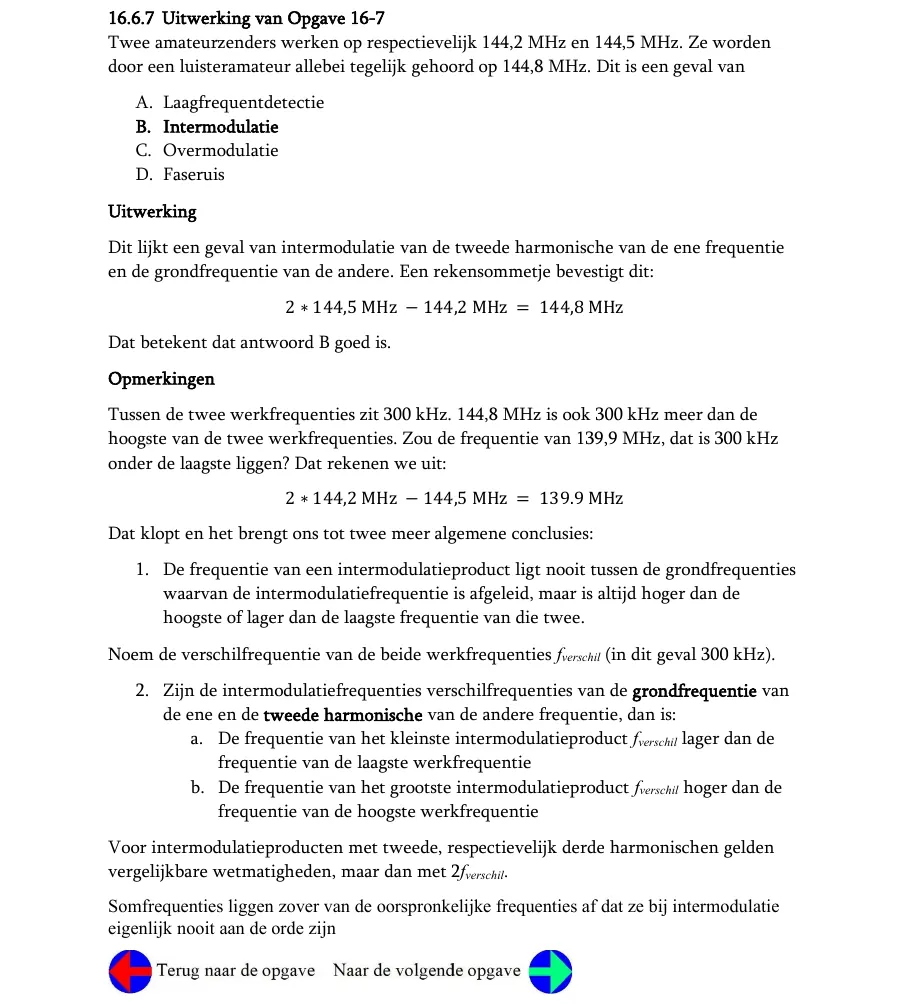 16.6.7 Uitwerking van Opgave 16-7
Twee amateurzenders werken op respectievelijk 144,2 MHz en 144,5 MHz. Ze worden
door een luisteramateur allebei tegelijk gehoord op 144,8 MHz. Dit is een geval van
A. Laagfrequentdetectie
B. Intermodulatie
C. Overmodulatie
D. Faseruis
Uitwerking
Dit lijkt een geval van intermodulatie van de tweede harmonische van de ene frequentie
en de grondfrequentie van de andere. Een rekensommetje bevestigt dit:
2 * 144,5 MHz − 144,2 MHz = 144,8 MHz
Dat betekent dat antwoord B goed is.
Opmerkingen
Tussen de twee werkfrequenties zit 300 kHz. 144,8 MHz is ook 300 kHz meer dan de
hoogste van de twee werkfrequenties. Zou de frequentie van 139,9 MHz, dat is 300 kHz
onder de laagste liggen? Dat rekenen we uit:
2 * 144,2 MHz − 144,5 MHz = 139.9 MHz
Dat klopt en het brengt ons tot twee meer algemene conclusies:
1. De frequentie van een intermodulatieproduct ligt nooit tussen de grondfrequenties
waarvan de intermodulatiefrequentie is afgeleid, maar is altijd hoger dan de
hoogste of lager dan de laagste frequentie van die twee.
Noem de verschilfrequentie van de beide werkfrequenties fverschil (in dit geval 300 kHz).
2. Zijn de intermodulatiefrequenties verschilfrequenties van de grondfrequentie van
de ene en de tweede harmonische van de andere frequentie, dan is:
a. De frequentie van het kleinste intermodulatieproduct fverschil lager dan de
frequentie van de laagste werkfrequentie
b. De frequentie van het grootste intermodulatieproduct fverschil hoger dan de
frequentie van de hoogste werkfrequentie
Voor intermodulatieproducten met tweede, respectievelijk derde harmonischen gelden
vergelijkbare wetmatigheden, maar dan met 2fverschil.
Somfrequenties liggen zover van de oorspronkelijke frequenties af dat ze bij intermodulatie
eigenlijk nooit aan de orde zijn
Terug naar de opgave Naar de volgende opgave